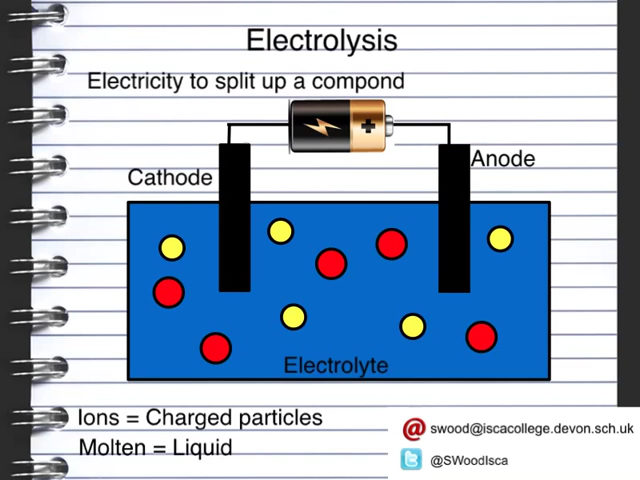 Electrolysis
Electricity to split up a compond
Cathode
Anode
Electrolyte
Ions = Charged particles
Molten = Liquid
swood@iscacollege.devon.sch.uk
@SWoodIsca